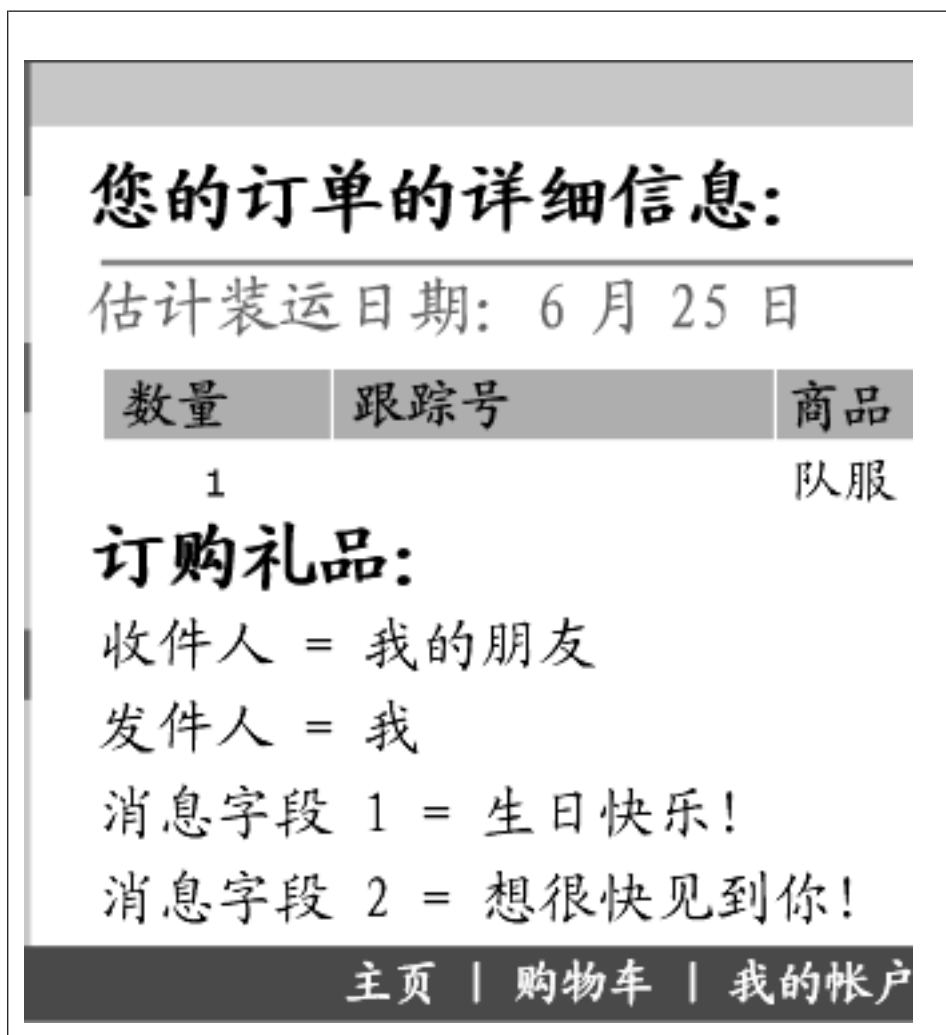 您的订单的详细信息:
估计装运日期: 6 月 25 日
数量 跟踪号 商品
1 队服
订购礼品:
收件人 = 我的朋友
发件人 = 我
消息字段 1 = 生日快乐!
消息字段 2 = 想很快见到你!
主页 | 购物车 | 我的帐户